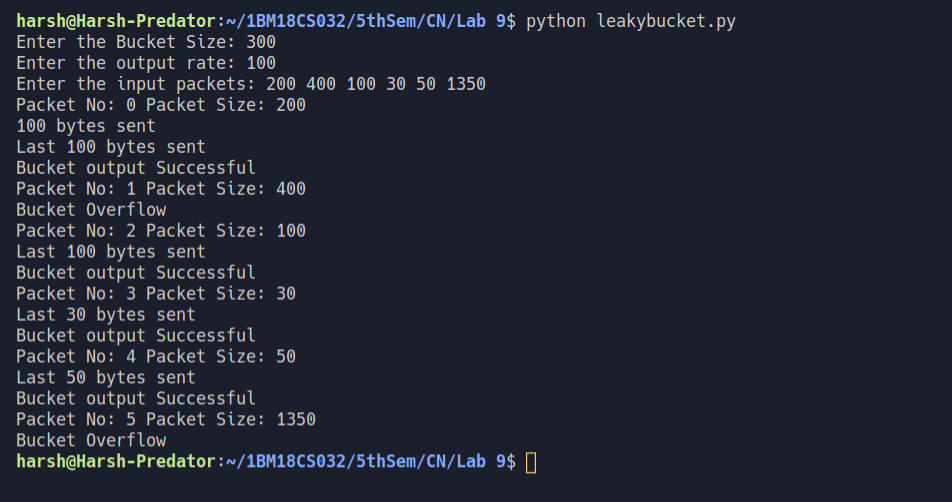 harsh@Harsh-Predator:~/1BM18CS032/5thSem/CN/Lab 9$ python leakybucket.py
Enter the Bucket Size: 300
Enter the output rate: 100
Enter the input packets: 200 400 100 30 50 1350
Packet No: 0 Packet Size: 200
100 bytes sent
Last 100 bytes sent
Bucket output Successful
Packet No: 1 Packet Size: 400
Bucket Overflow
Packet No: 2 Packet Size: 100
Last 100 bytes sent
Bucket output Successful
Packet No: 3 Packet Size: 30
Last 30 bytes sent
Bucket output Successful
Packet No: 4 Packet Size: 50
Last 50 bytes sent
Bucket output Successful
Packet No: 5 Packet Size: 1350
Bucket Overflow
harsh@Harsh-Predator:~/1BM18CS032/5thSem/CN/Lab 9$